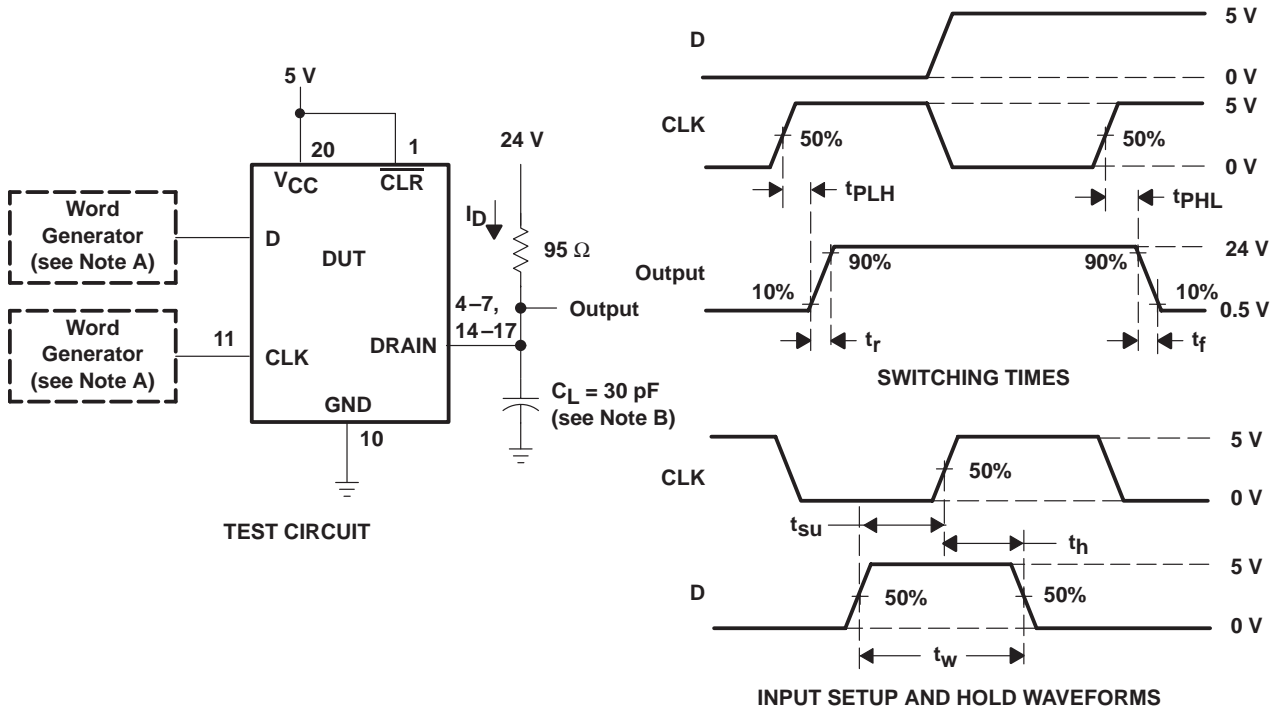 5 V
20
1
VCC
CLR
Word
Generator
(see Note A)
D
DUT
Word
Generator
(see Note A)
11
CLK
DRAIN
4–7,
14–17
GND
10
24 V
ID
95 Ω
Output
CL = 30 pF
(see Note B)
TEST CIRCUIT
D
5 V
0 V
CLK
5 V
50%
50%
0 V
tPLH
tPHL
Output
24 V
90%
90%
10%
10%
0.5 V
tr
tf
SWITCHING TIMES
CLK
5 V
50%
0 V
tsu
th
D
5 V
50%
50%
0 V
tw
INPUT SETUP AND HOLD WAVEFORMS